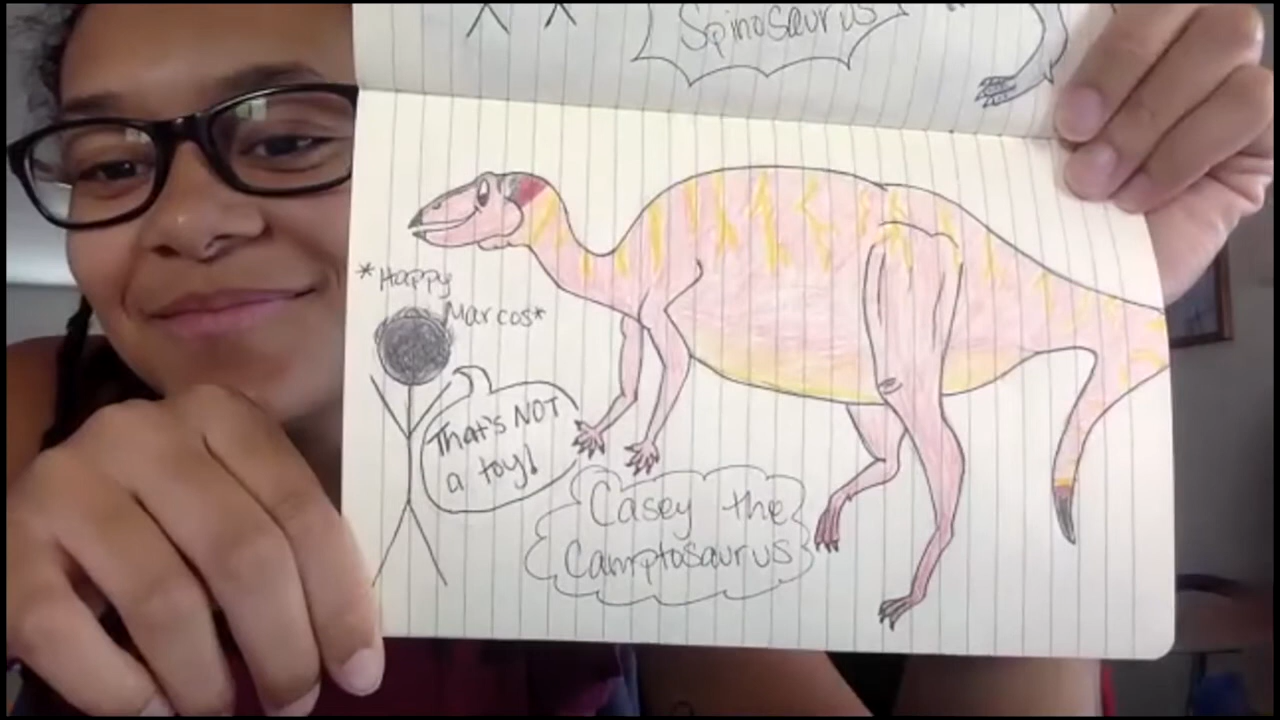 Spinosaurus
*Happy
Marcos*
That's NOT
a toy!
Casey the
Camptosaurus